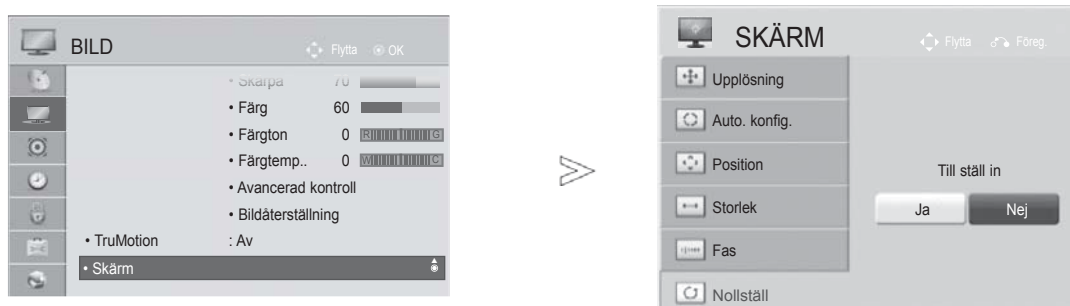 BILD
Flytta OK
• Skärpa 70
• Färg 60
• Färgton 0 R G
• Färgtemp.. 0 W C
• Avancerad kontroll
• Bildåterställning
• TruMotion : Av
• Skärm
SKÄRM
Flytta Föreg.
Upplösning
Auto. konfig.
Position
Storlek
Fas
Nollställ
Till ställ in
Ja Nej